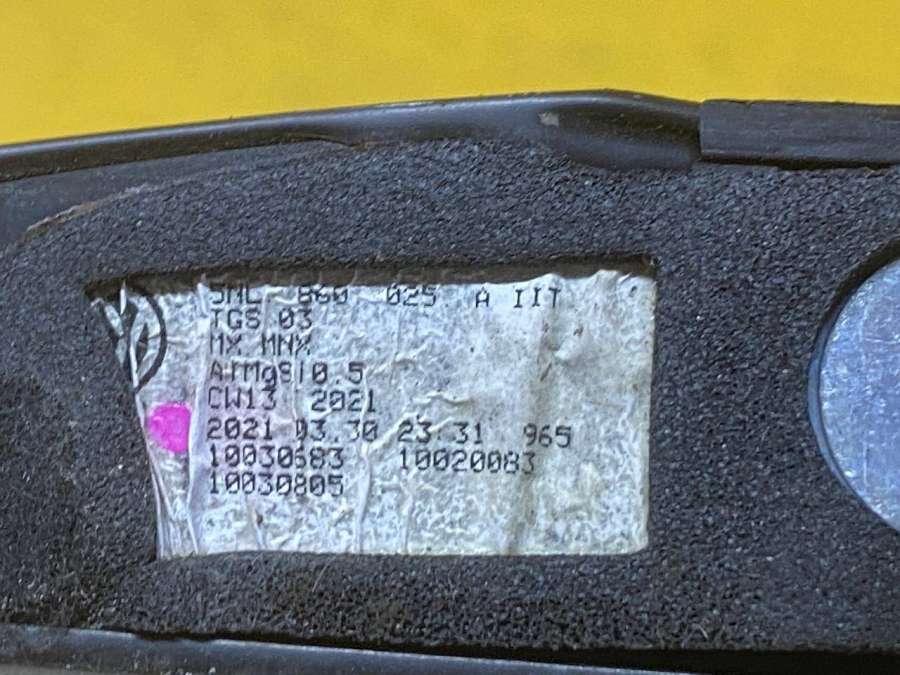 5ML 860 025 A IIT
TGS 03
MX MNX
AlMgSi0.5
CW13 2021
2021.03.30 23:31 965
10030683 10020083
10030805